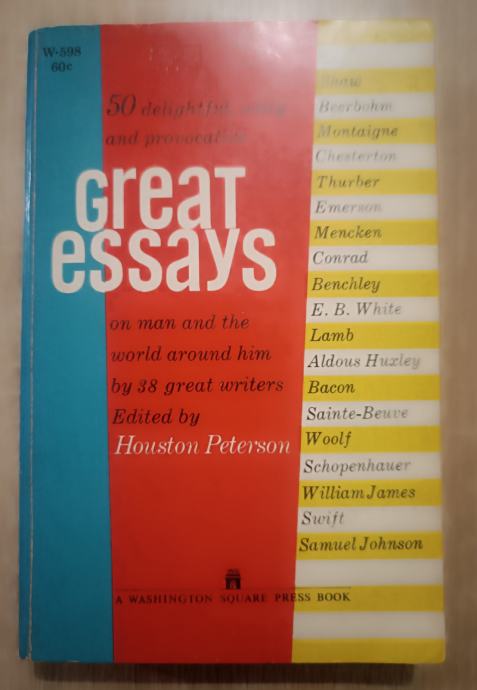 W-598
60c
50 delightful, witty
and provocative
Great
essays
on man and the
world around him
by 38 great writers
Edited by
Houston Peterson
A WASHINGTON SQUARE PRESS BOOK
Shaw
Beerbohm
Montaigne
Chesterton
Thurber
Emerson
Mencken
Conrad
Benchley
E. B. White
Lamb
Aldous Huxley
Bacon
Sainte-Beuve
Woolf
Schopenhauer
William James
Swift
Samuel Johnson